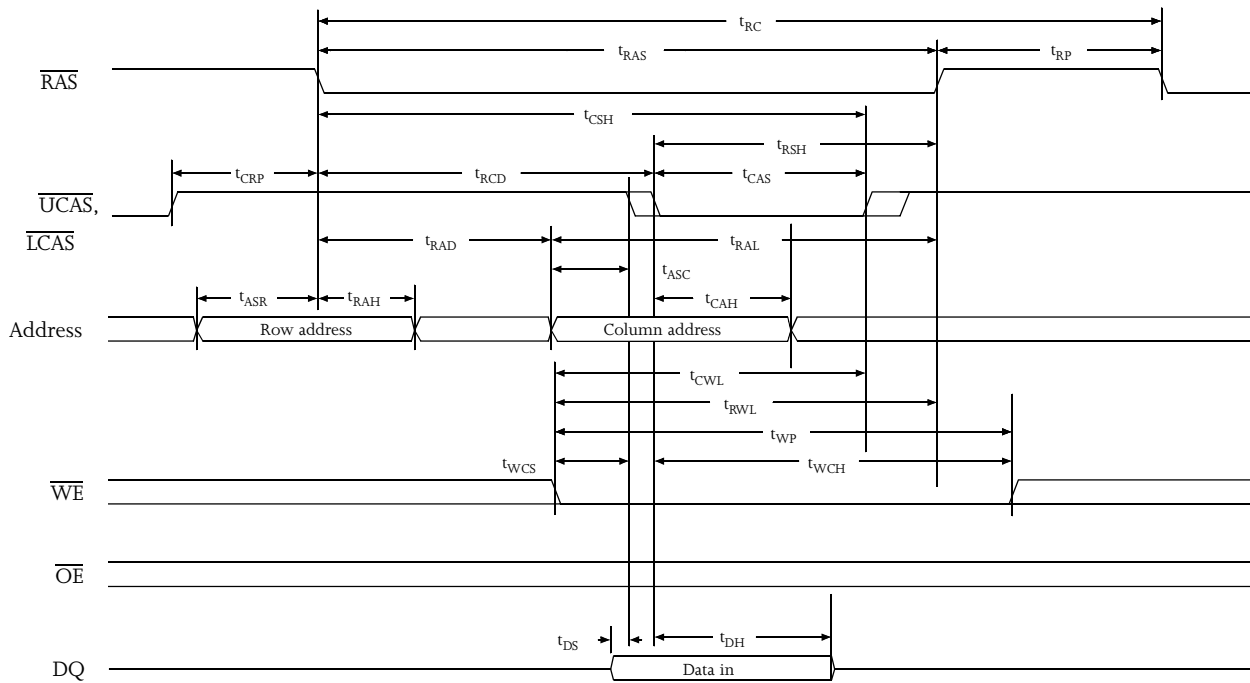 tRC
tRAS tRP
RAS
tCSH
tRSH
tCRP tRCD tCAS
UCAS,
LCAS
tRAD tRAL
tASC
tASR tRAH tCAH
Address Row address Column address
tCWL
tRWL
tWP
tWCS tWCH
WE
OE
tDS tDH
DQ Data in